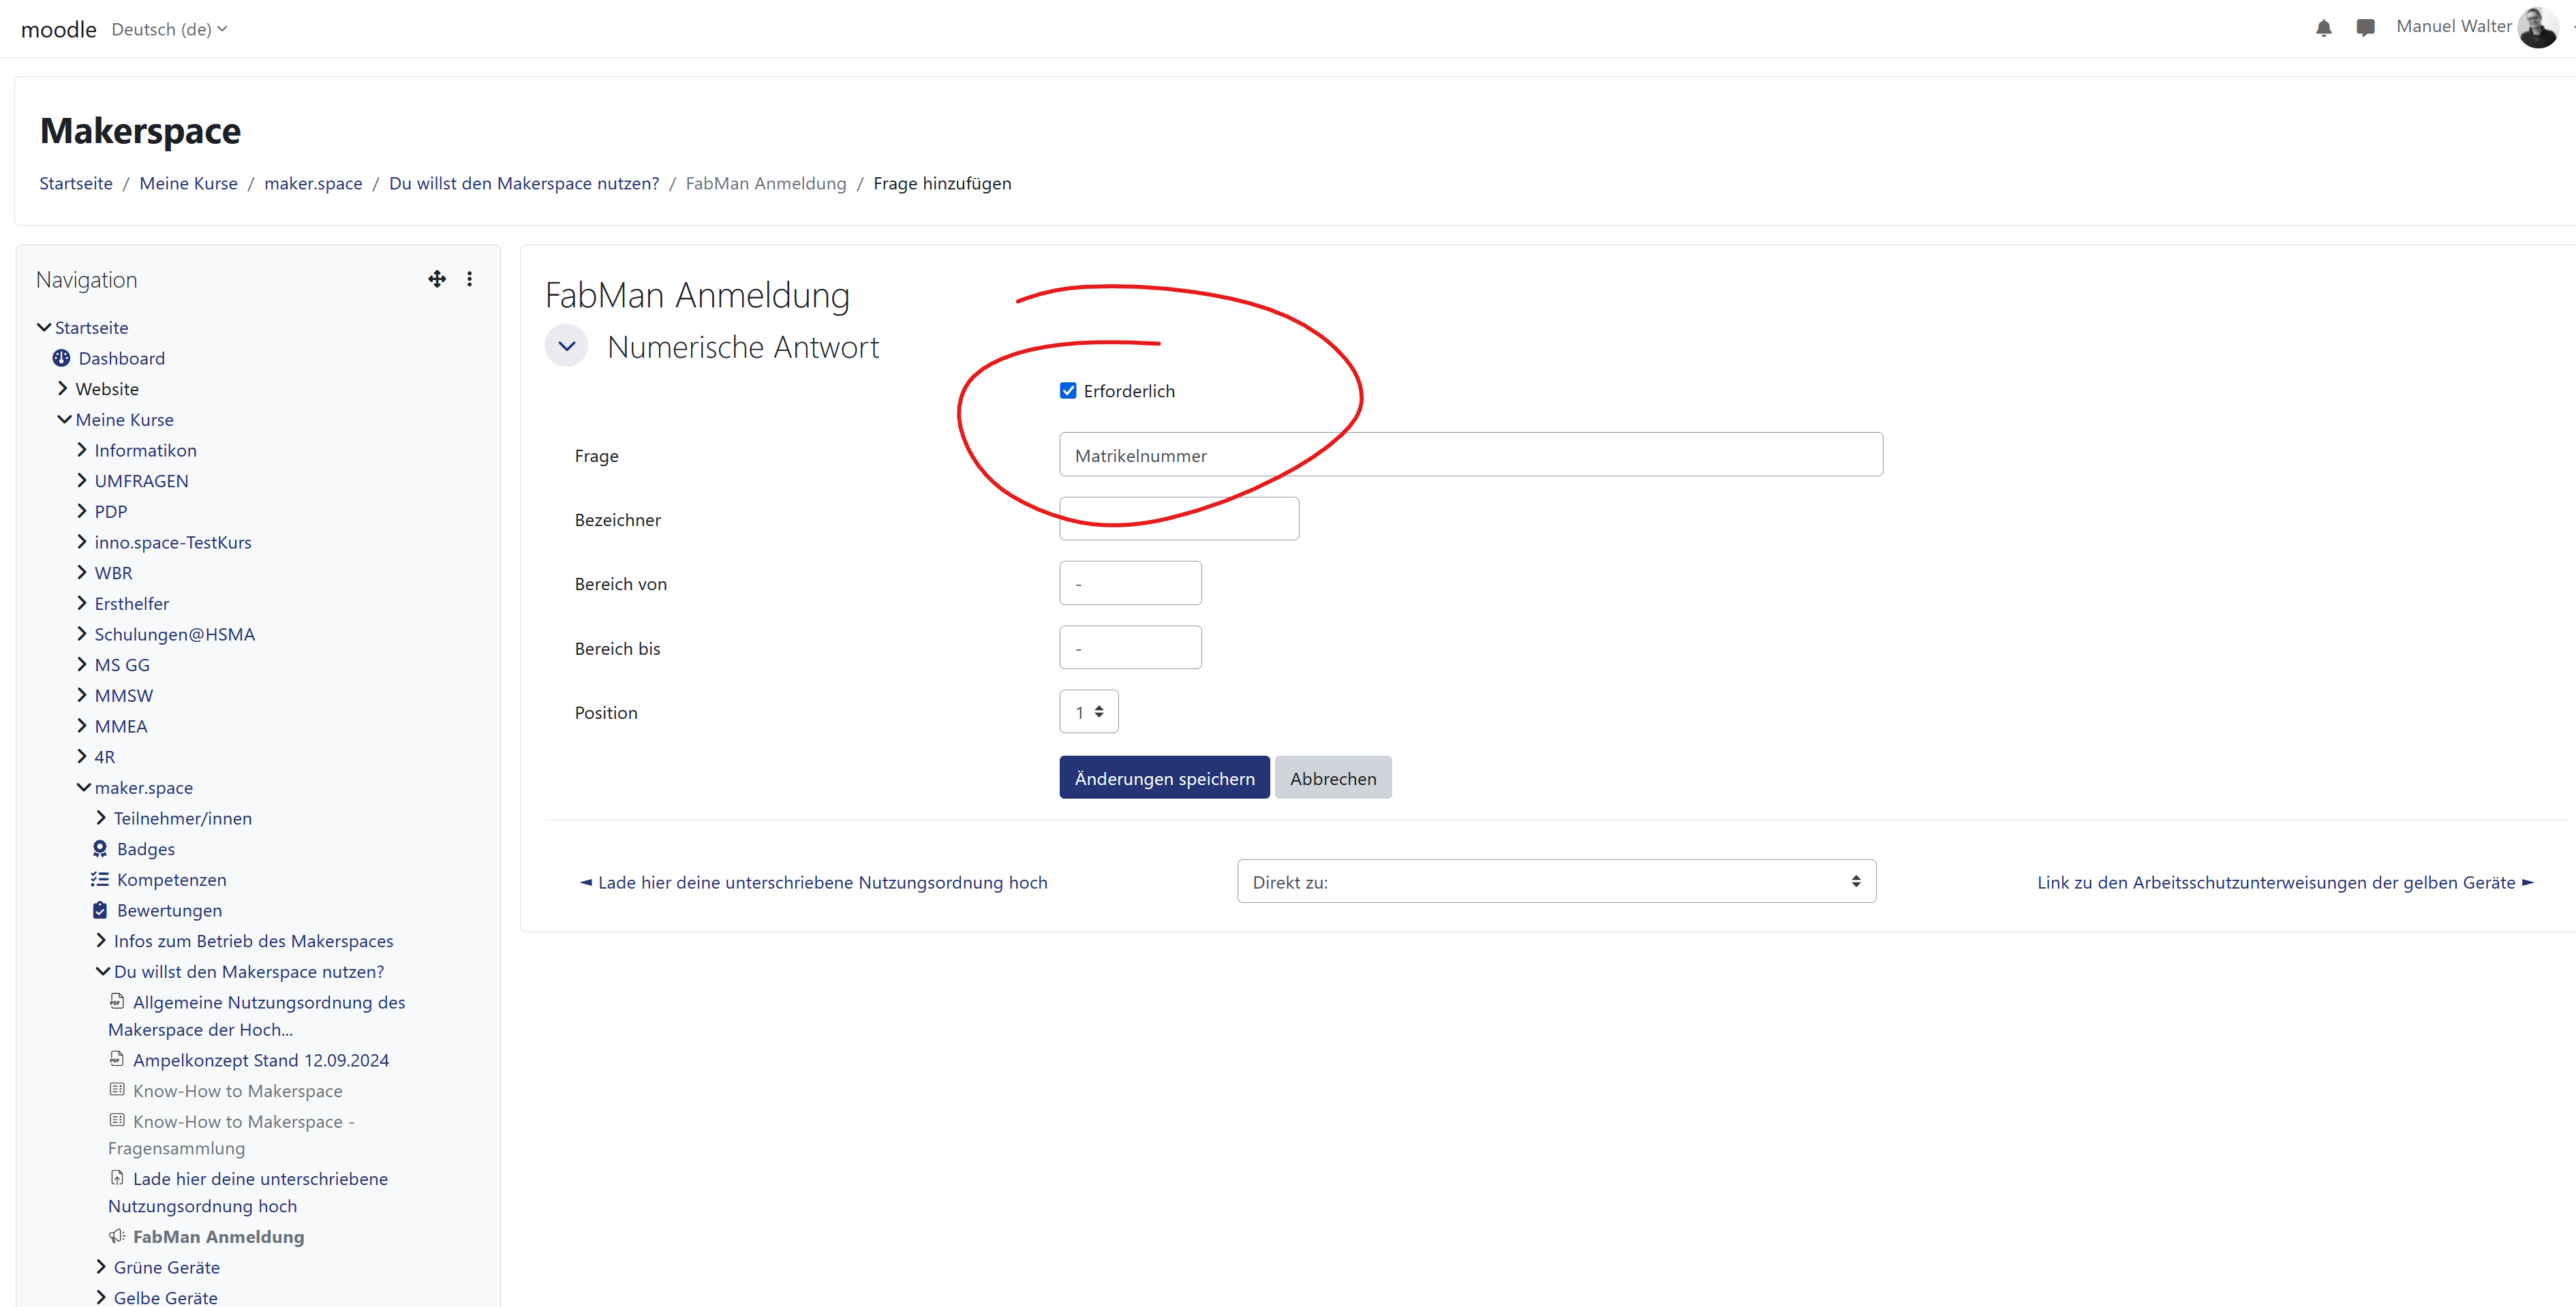 moodle Deutsch (de)
Manuel Walter
Makerspace
Startseite / Meine Kurse / maker.space / Du willst den Makerspace nutzen? / FabMan Anmeldung / Frage hinzufügen
Navigation
Startseite
Dashboard
Website
Meine Kurse
Informatikon
UMFRAGEN
PDP
inno.space-TestKurs
WBR
Ersthelfer
Schulungen@HSMA
MS GG
MMSW
MMEA
4R
maker.space
Teilnehmer/innen
Badges
Kompetenzen
Bewertungen
Infos zum Betrieb des Makerspaces
Du willst den Makerspace nutzen?
Allgemeine Nutzungsordnung des
Makerspace der Hoch...
Ampelkonzept Stand 12.09.2024
Know-How to Makerspace
Know-How to Makerspace -
Fragensammlung
Lade hier deine unterschriebene
Nutzungsordnung hoch
FabMan Anmeldung
Grüne Geräte
Gelbe Geräte
FabMan Anmeldung
Numerische Antwort
Erforderlich
Frage Matrikelnummer
Bezeichner
Bereich von -
Bereich bis -
Position 1
Änderungen speichern Abbrechen
◄ Lade hier deine unterschriebene Nutzungsordnung hoch
Direkt zu:
Link zu den Arbeitsschutzunterweisungen der gelben Geräte ►